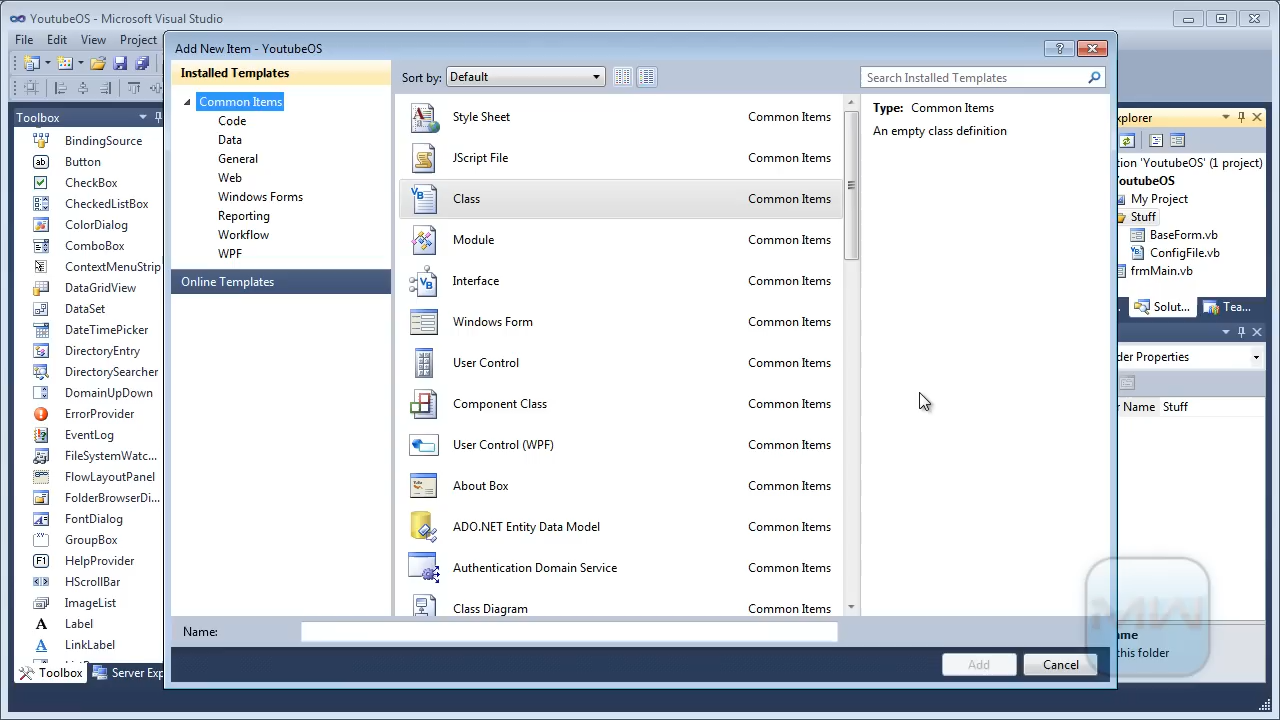 YoutubeOS - Microsoft Visual Studio
File Edit View Project
Add New Item - YoutubeOS
Installed Templates
Common Items
Code
Data
General
Web
Windows Forms
Reporting
Workflow
WPF
Online Templates
Sort by: Default
Search Installed Templates
Style Sheet Common Items
JScript File Common Items
Class Common Items
Module Common Items
Interface Common Items
Windows Form Common Items
User Control Common Items
Component Class Common Items
User Control (WPF) Common Items
About Box Common Items
ADO.NET Entity Data Model Common Items
Authentication Domain Service Common Items
Class Diagram Common Items
Type: Common Items
An empty class definition
Name:
Add Cancel
Toolbox
BindingSource
Button
CheckBox
CheckedListBox
ColorDialog
ComboBox
ContextMenuStrip
DataGridView
DataSet
DateTimePicker
DirectoryEntry
DirectorySearcher
DomainUpDown
ErrorProvider
EventLog
FileSystemWatc...
FlowLayoutPanel
FolderBrowserDi...
FontDialog
GroupBox
HelpProvider
HScrollBar
ImageList
Label
LinkLabel
Toolbox Server Exp
xplorer
tion 'YoutubeOS' (1 project)
outubeOS
My Project
Stuff
BaseForm.vb
ConfigFile.vb
frmMain.vb
Solut... Tea...
der Properties
Name Stuff
MW
me
this folder